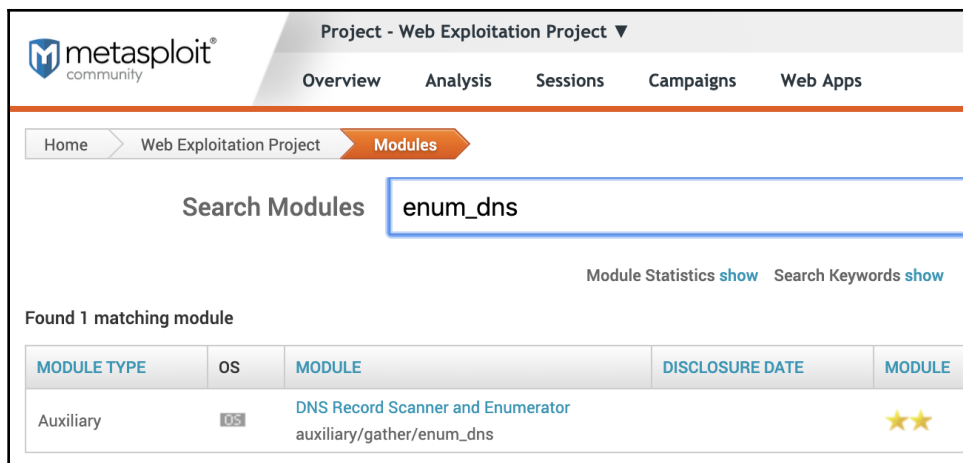 Project - Web Exploitation Project ▼
metasploit®
community
Overview Analysis Sessions Campaigns Web Apps
Home Web Exploitation Project Modules
Search Modules enum_dns
Module Statistics show Search Keywords show
Found 1 matching module
MODULE TYPE OS MODULE DISCLOSURE DATE MODULE
DNS Record Scanner and Enumerator
Auxiliary OS
auxiliary/gather/enum_dns